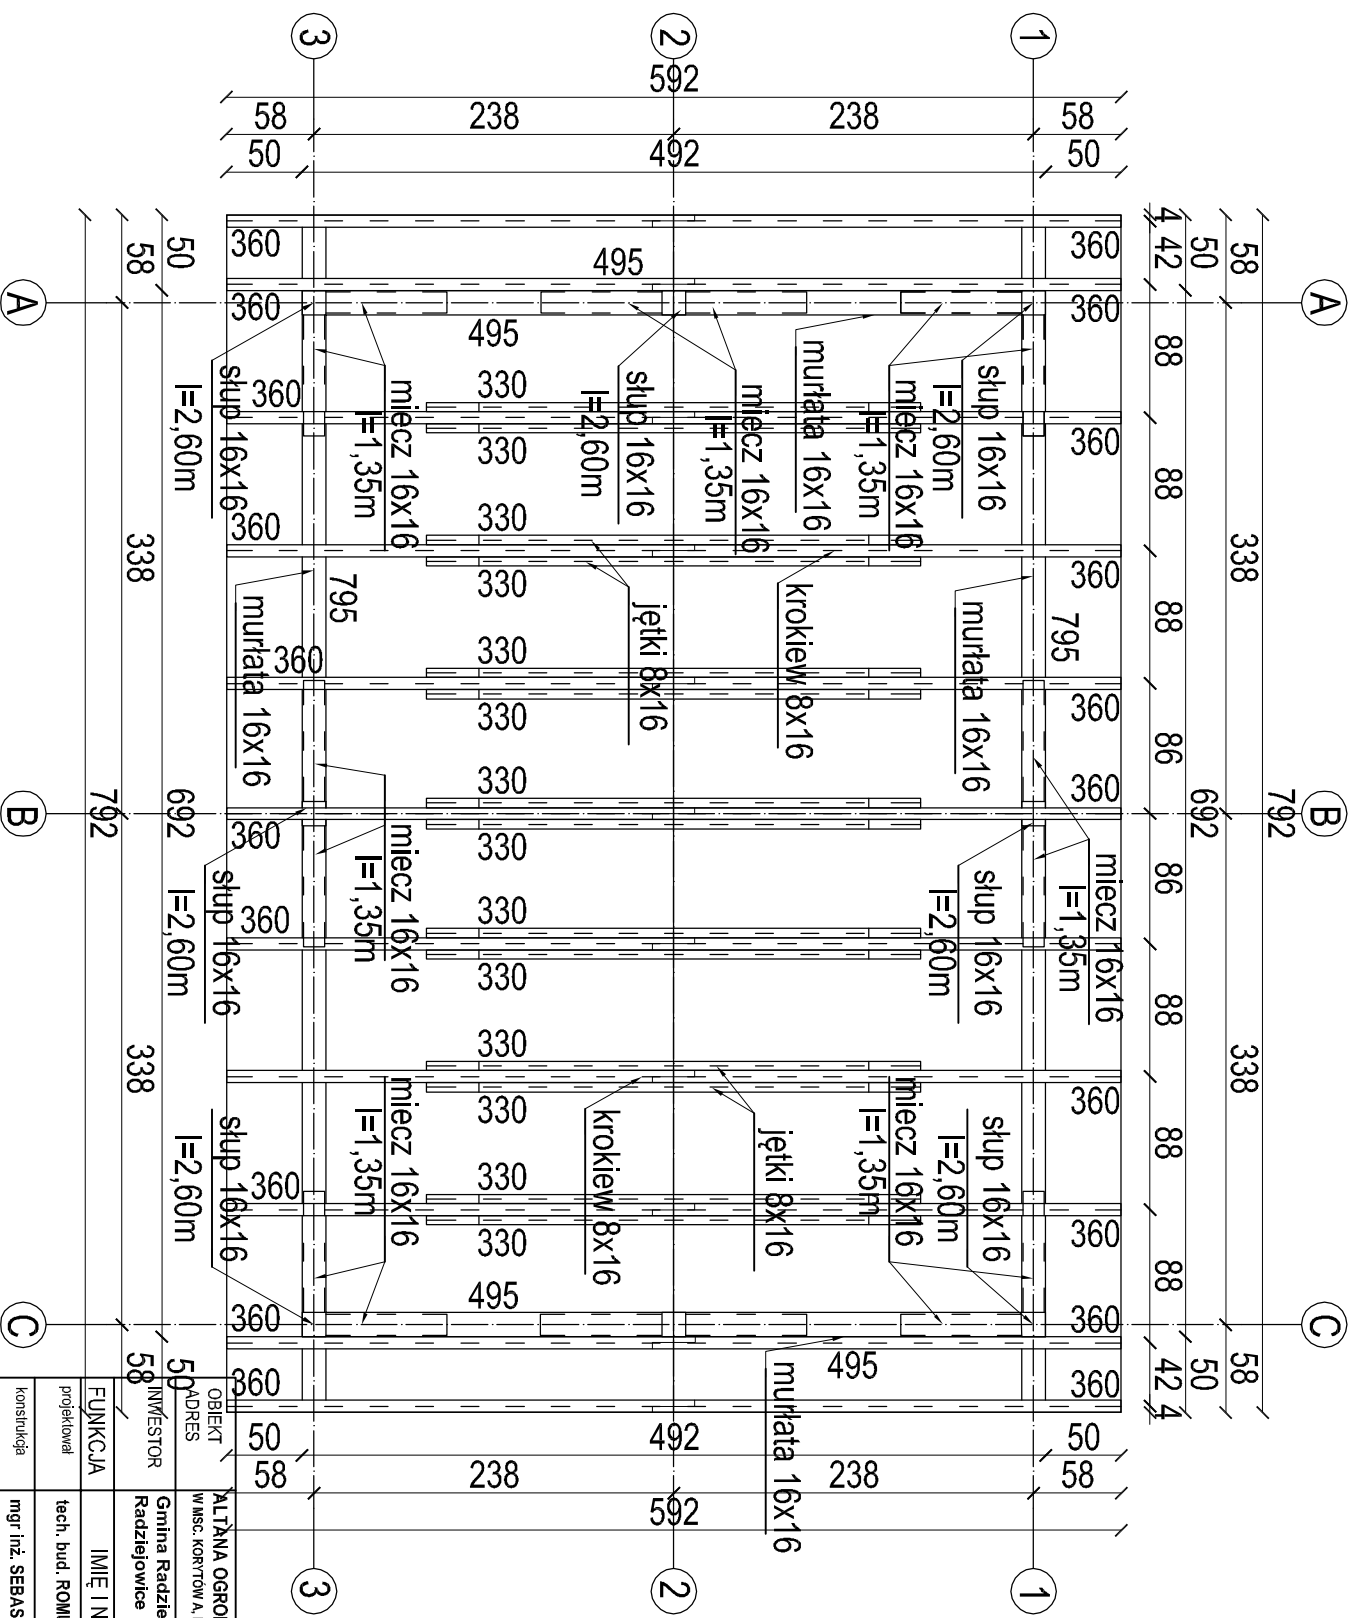 3
2
1
592
58
238
238
58
50
492
50
4
42
50
58
A
88
88
338
88
86
692
792
B
86
88
338
88
88
C
42
4
50
58
360
360
495
360
360
495
słup 16x16
l=2,60m
360
miecz 16x16
l=1,35m
330
330
słup 16x16
l=2,60m
miecz 16x16
l=1,35m
murłata 16x16
miecz 16x16
l=1,35m
słup 16x16
l=2,60m
360
360
330
330
360
795
murłata 16x16
jętki 8x16
krokiew 8x16
murłata 16x16
795
360
330
330
360
330
330
360
360
słup 16x16
l=2,60m
miecz 16x16
l=1,35m
słup 16x16
l=2,60m
miecz 16x16
l=1,35m
360
330
330
330
330
360
słup 16x16
l=2,60m
miecz 16x16
l=1,35m
krokiew 8x16
jętki 8x16
miecz 16x16
l=1,35m
słup 16x16
l=2,60m
360
330
330
360
360
495
360
495
360
360
360
murłata 16x16
50
58
A
338
692
792
B
338
50
58
C
50
492
50
58
238
238
58
592
3
2
1
OBIEKT
ADRES
ALTANA OGRO
W MSC. KORYTÓW A,
INWESTOR
Gmina Radzie
Radziejowice
FUNKCJA
IMIĘ I N
projektował
tech. bud. ROMU
konstrukcja
mgr inż. SEBAS